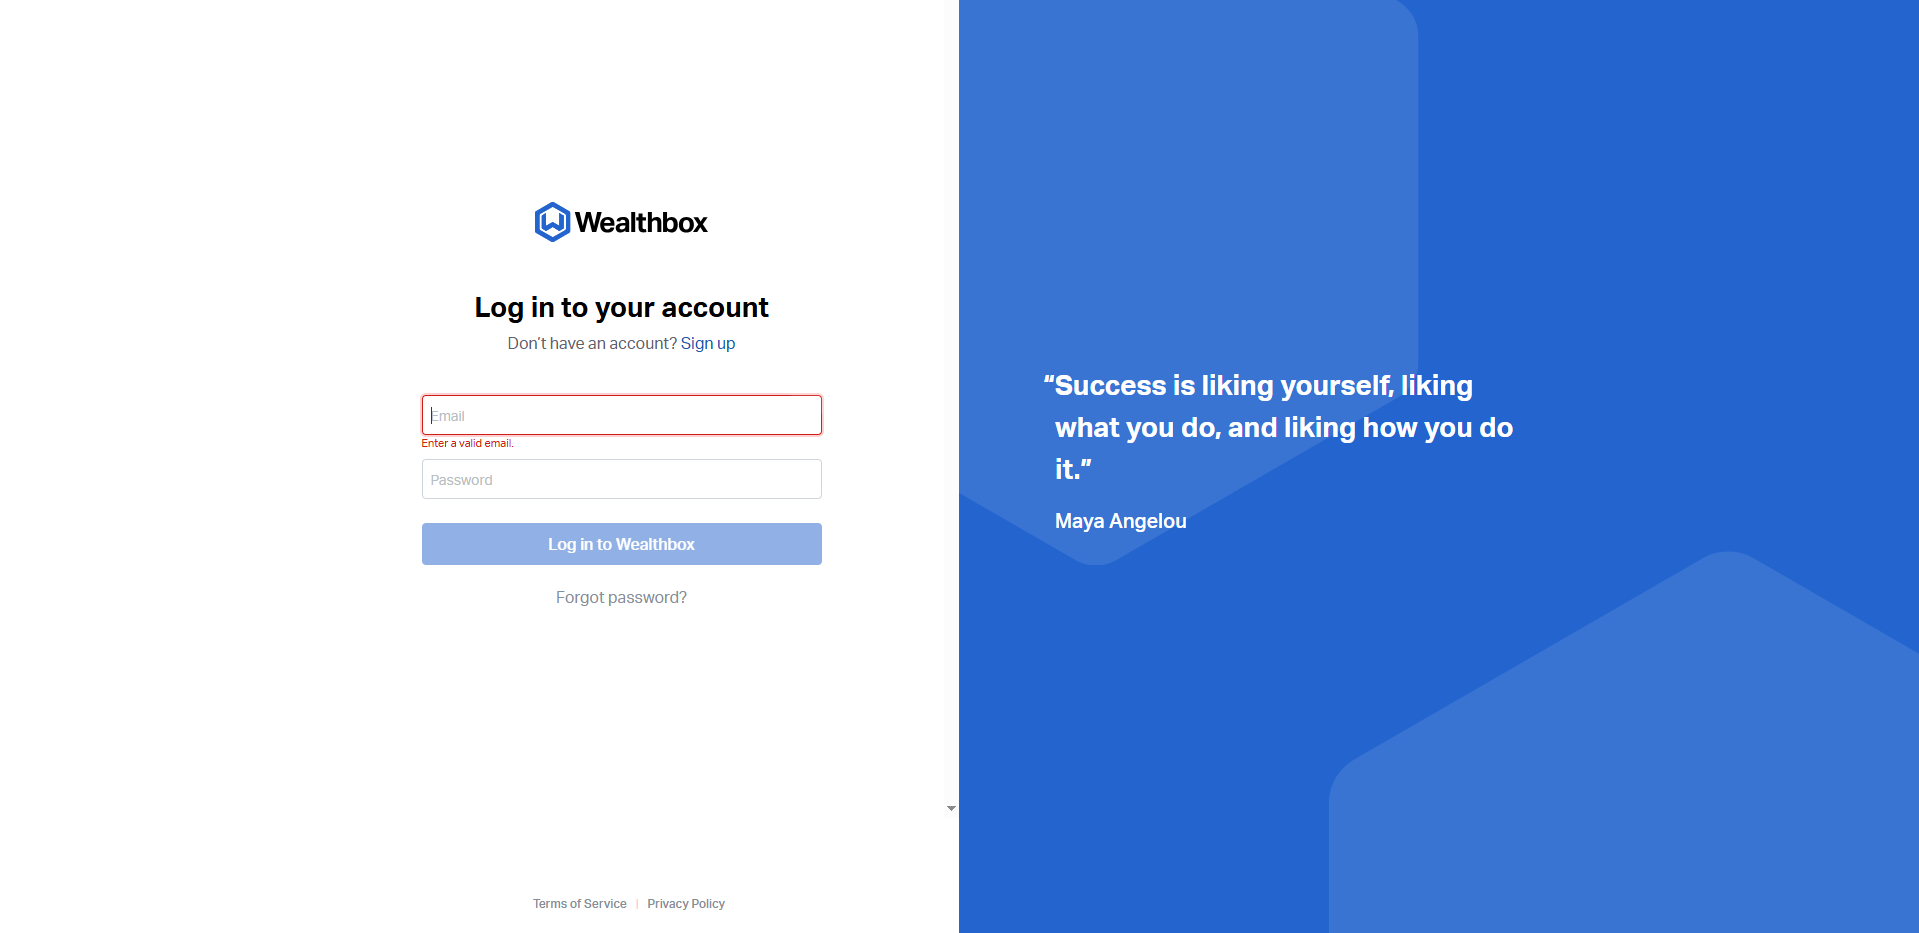 Wealthbox
Log in to your account
Don’t have an account? Sign up
Email
Enter a valid email.
Password
Log in to Wealthbox
Forgot password?
Terms of Service | Privacy Policy
“Success is liking yourself, liking
what you do, and liking how you do
it.”
Maya Angelou